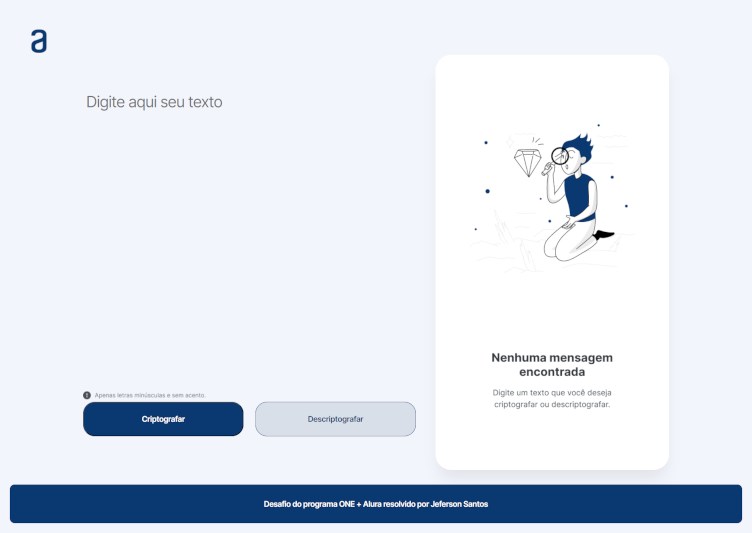 a
Digite aqui seu texto
Apenas letras minúsculas e sem acento.
Criptografar
Descriptografar
Nenhuma mensagem
encontrada
Digite um texto que você deseja
criptografar ou descriptografar.
Desafio do programa ONE + Alura resolvido por Jeferson Santos